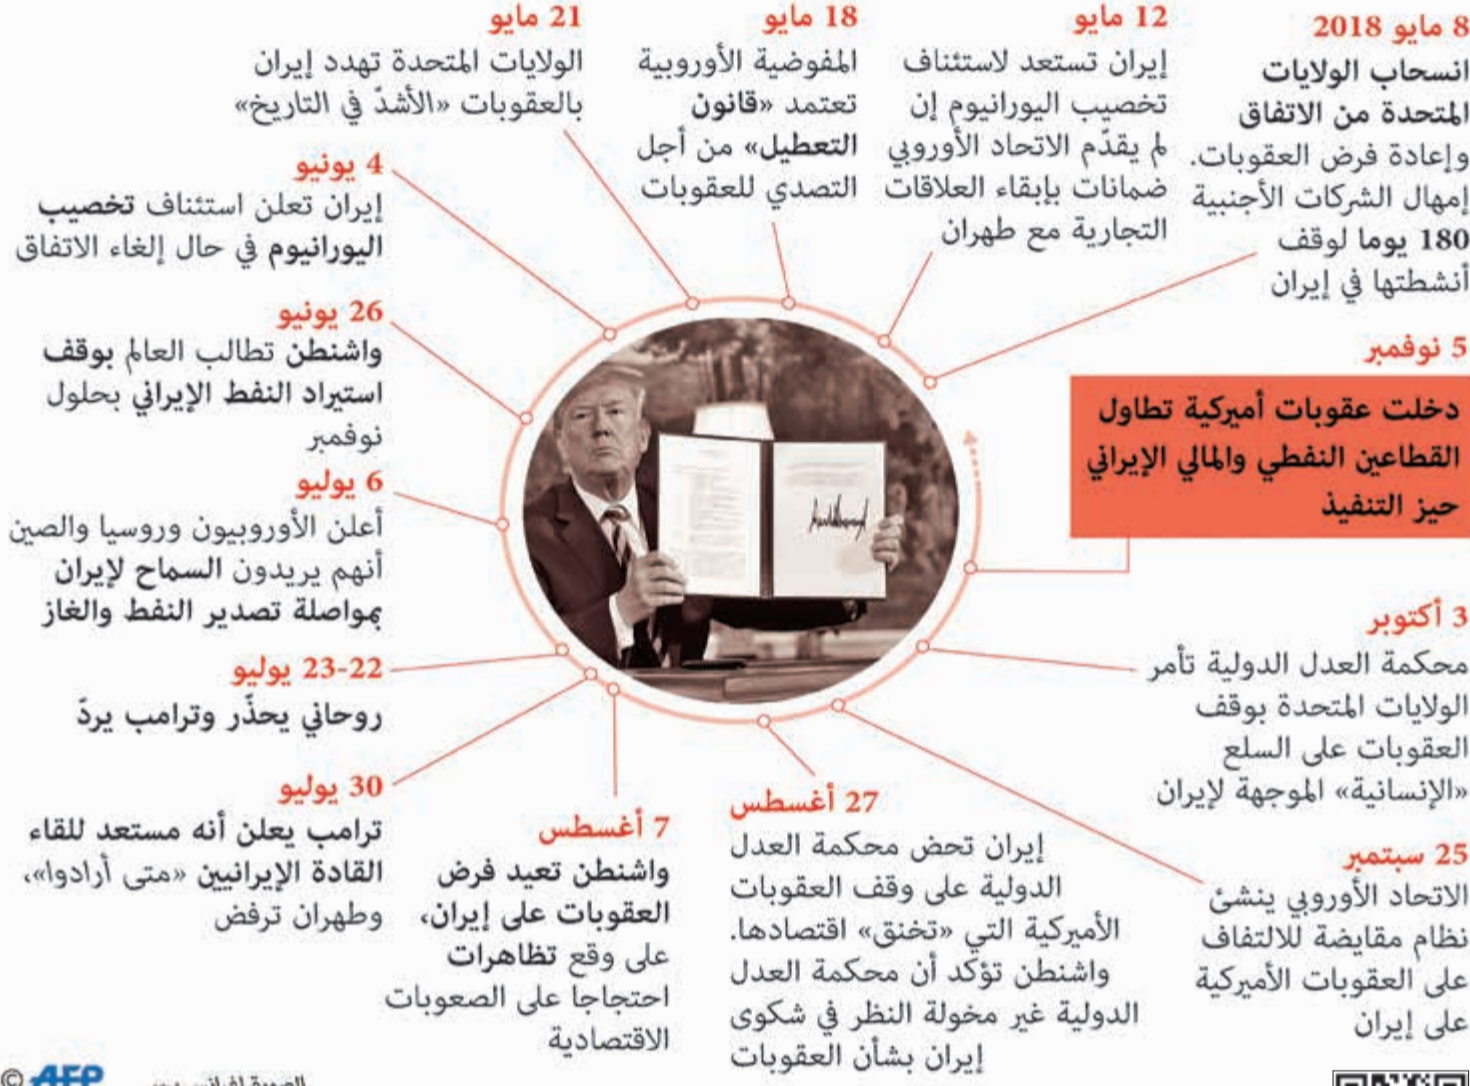 8 مايو 2018
انسحاب الولايات
المتحدة من الاتفاق
وإعادة فرض العقوبات.
إمهال الشركات الأجنبية
180 يوما لوقف
أنشطتها في إيران
12 مايو
إيران تستعد لاستئناف
تخصيب اليورانيوم إن
لم يقدّم الاتحاد الأوروبي
ضمانات بإبقاء العلاقات
التجارية مع طهران
18 مايو
المفوضية الأوروبية
تعتمد «قانون
التعطيل» من أجل
التصدي للعقوبات
21 مايو
الولايات المتحدة تهدد إيران
بالعقوبات «الأشدّ في التاريخ»
4 يونيو
إيران تعلن استئناف تخصيب
اليورانيوم في حال إلغاء الاتفاق
26 يونيو
واشنطن تطالب العالم بوقف
استيراد النفط الإيراني بحلول
نوفمبر
6 يوليو
أعلن الأوروبيون وروسيا والصين
أنهم يريدون السماح لإيران
بمواصلة تصدير النفط والغاز
22-23 يوليو
روحاني يحذّر وترامب يردّ
30 يوليو
ترامب يعلن أنه مستعد للقاء
القادة الإيرانيين «متى أرادوا»،
وطهران ترفض
7 أغسطس
واشنطن تعيد فرض
العقوبات على إيران،
على وقع تظاهرات
احتجاجا على الصعوبات
الاقتصادية
27 أغسطس
إيران تحض محكمة العدل
الدولية على وقف العقوبات
الأميركية التي «تخنق» اقتصادها.
واشنطن تؤكد أن محكمة العدل
الدولية غير مخولة النظر في شكوى
إيران بشأن العقوبات
25 سبتمبر
الاتحاد الأوروبي ينشئ
نظام مقايضة للالتفاف
على العقوبات الأميركية
على إيران
3 أكتوبر
محكمة العدل الدولية تأمر
الولايات المتحدة بوقف
العقوبات على السلع
«الإنسانية» الموجهة لإيران
5 نوفمبر
دخلت عقوبات أميركية تطاول
القطاعين النفطي والمالي الإيراني
حيز التنفيذ
© AFP